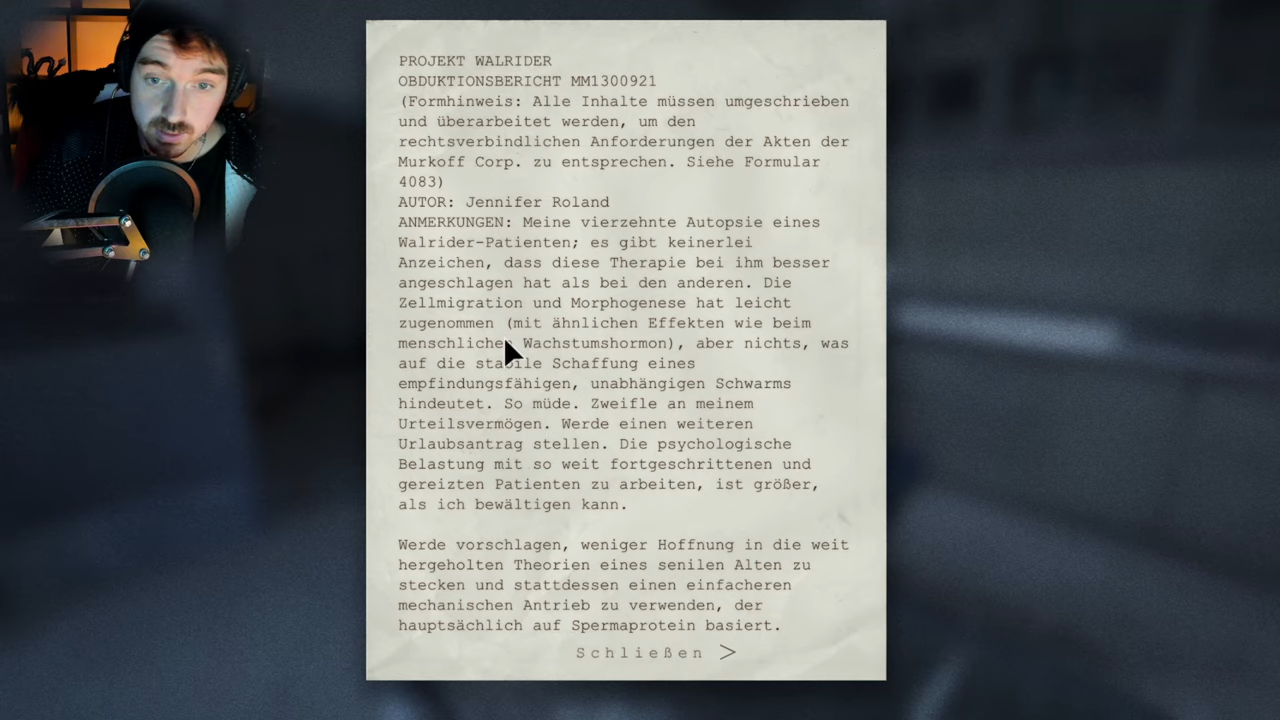 PROJEKT WALRIDER
OBDUKTIONSBERICHT MM1300921
(Formhinweis: Alle Inhalte müssen umgeschrieben
und überarbeitet werden, um den
rechtsverbindlichen Anforderungen der Akten der
Murkoff Corp. zu entsprechen. Siehe Formular
4083)
AUTOR: Jennifer Roland
ANMERKUNGEN: Meine vierzehnte Autopsie eines
Walrider-Patienten; es gibt keinerlei
Anzeichen, dass diese Therapie bei ihm besser
angeschlagen hat als bei den anderen. Die
Zellmigration und Morphogenese hat leicht
zugenommen (mit ähnlichen Effekten wie beim
menschlichen Wachstumshormon), aber nichts, was
auf die stabile Schaffung eines
empfindungsfähigen, unabhängigen Schwarms
hindeutet. So müde. Zweifle an meinem
Urteilsvermögen. Werde einen weiteren
Urlaubsantrag stellen. Die psychologische
Belastung mit so weit fortgeschrittenen und
gereizten Patienten zu arbeiten, ist größer,
als ich bewältigen kann.
Werde vorschlagen, weniger Hoffnung in die weit
hergeholten Theorien eines senilen Alten zu
stecken und stattdessen einen einfacheren
mechanischen Antrieb zu verwenden, der
hauptsächlich auf Spermaprotein basiert.
Schließen >